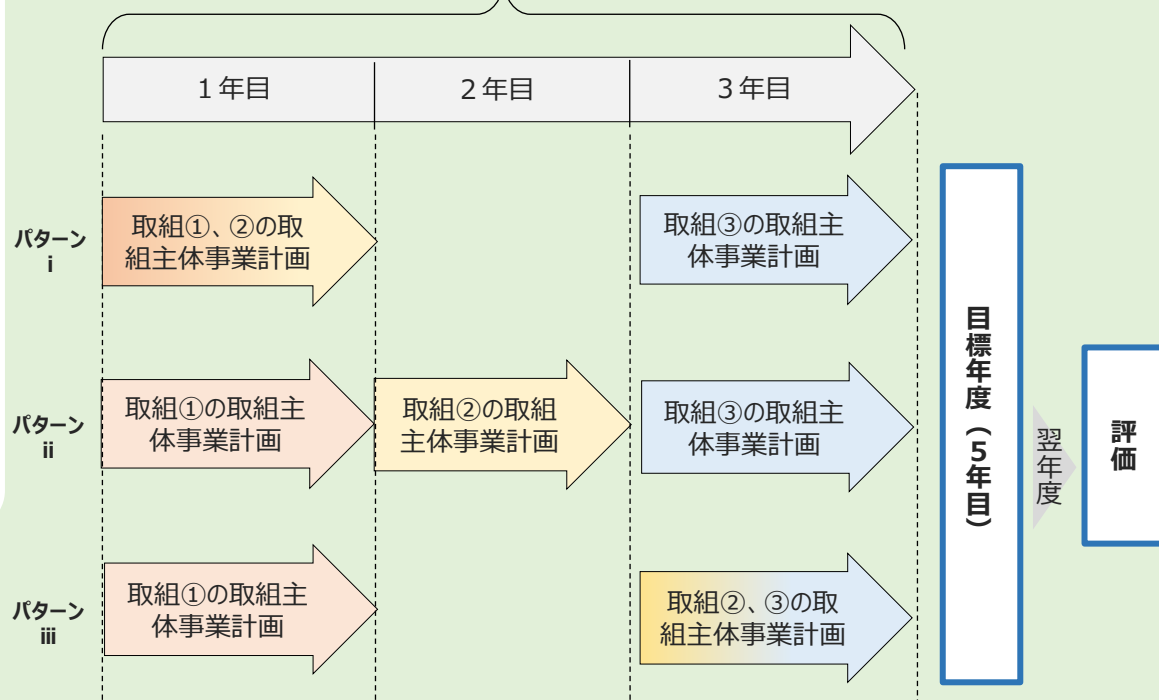 １年目
２年目
３年目
パターン
ⅰ
取組①、②の取
組主体事業計画
取組③の取組主
体事業計画
パターン
ⅱ
取組①の取組主
体事業計画
取組②の取組
主体事業計画
取組③の取組主
体事業計画
パターン
ⅲ
取組①の取組主
体事業計画
取組②、③の取
組主体事業計画
目標年度（５年目）
翌年度
評価